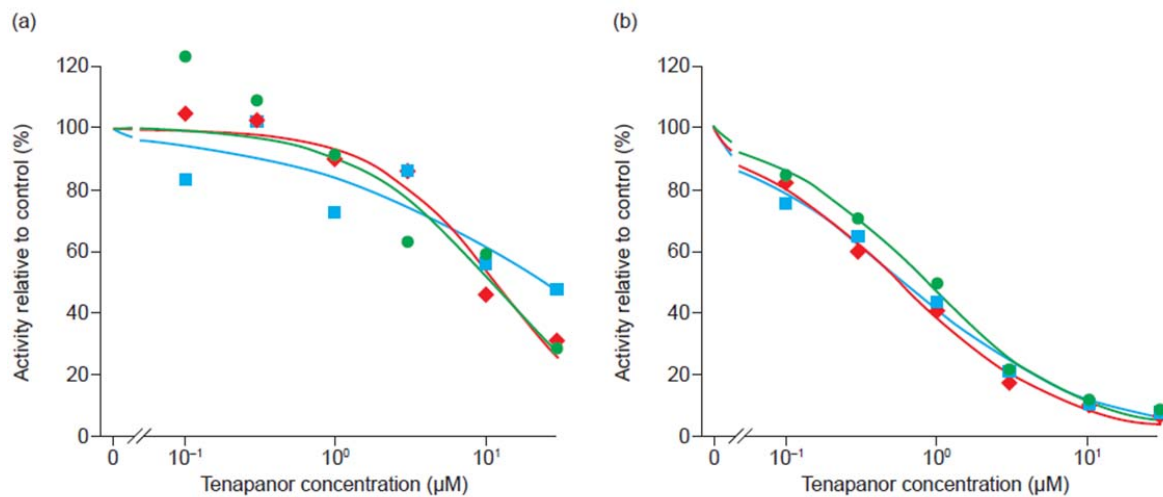 (a)
Activity relative to control (%)
120
100
80
60
40
20
0
0 10⁻¹ 10⁰ 10¹
Tenapanor concentration (µM)
(b)
Activity relative to control (%)
120
100
80
60
40
20
0
0 10⁻¹ 10⁰ 10¹
Tenapanor concentration (µM)